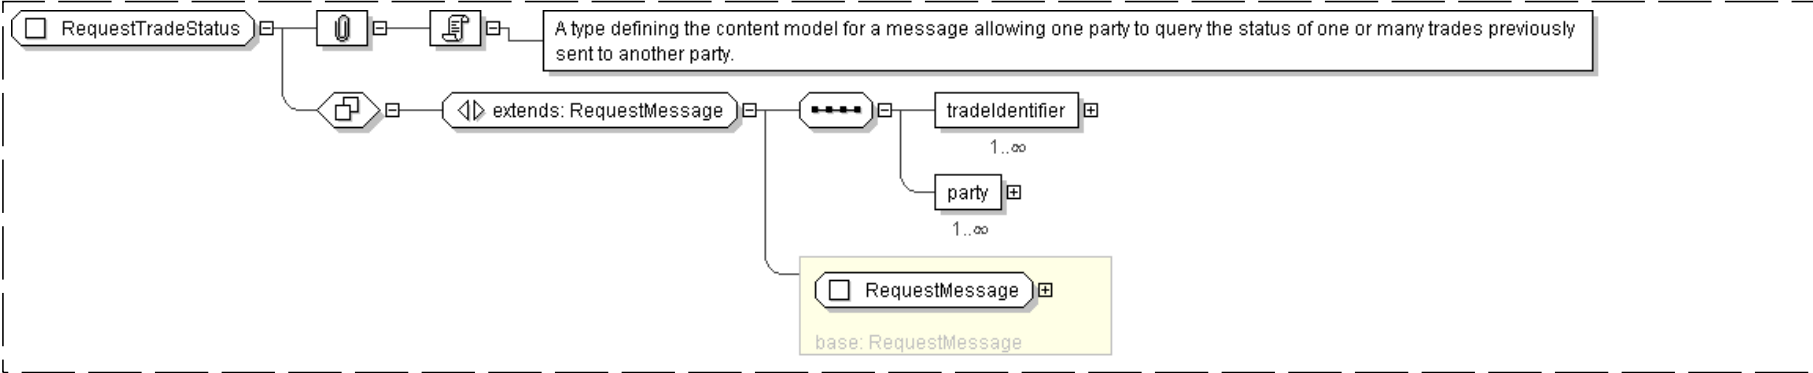 RequestTradeStatus
A type defining the content model for a message allowing one party to query the status of one or many trades previously
sent to another party.
extends: RequestMessage
tradeIdentifier
1..∞
party
1..∞
RequestMessage
base: RequestMessage